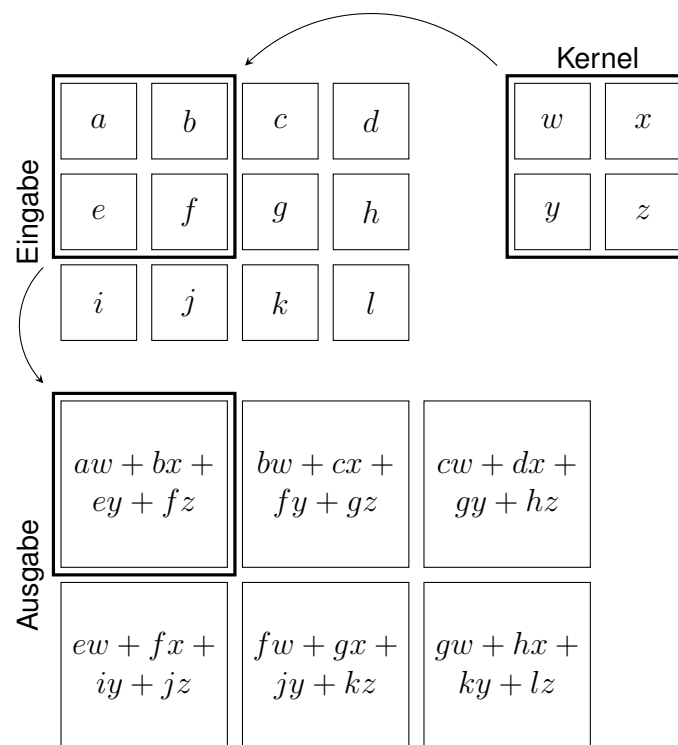 Kernel
a b c d
w x
Eingabe
e f g h
y z
i j k l
Ausgabe
aw + bx +
ey + fz
bw + cx +
fy + gz
cw + dx +
gy + hz
ew + fx +
iy + jz
fw + gx +
jy + kz
gw + hx +
ky + lz